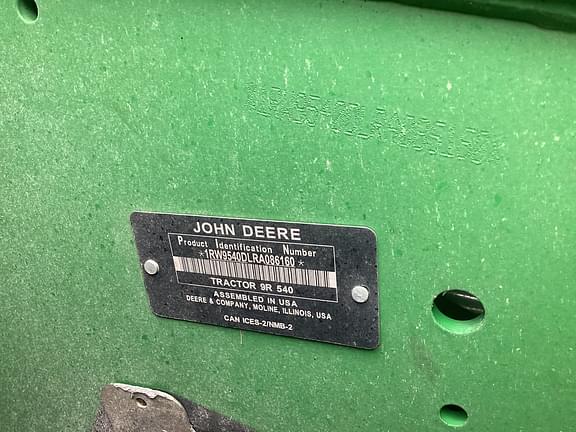 JOHN DEERE
Product Identification Number
*1RW9540DLRA086160*
TRACTOR 9R 540
ASSEMBLED IN USA
DEERE & COMPANY, MOLINE, ILLINOIS, USA
CAN ICES-2/NMB-2